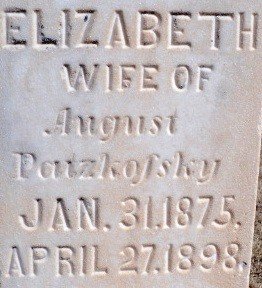 ELIZABETH
WIFE OF
August
Patzkofsky
JAN. 31, 1875.
APRIL 27, 1898.